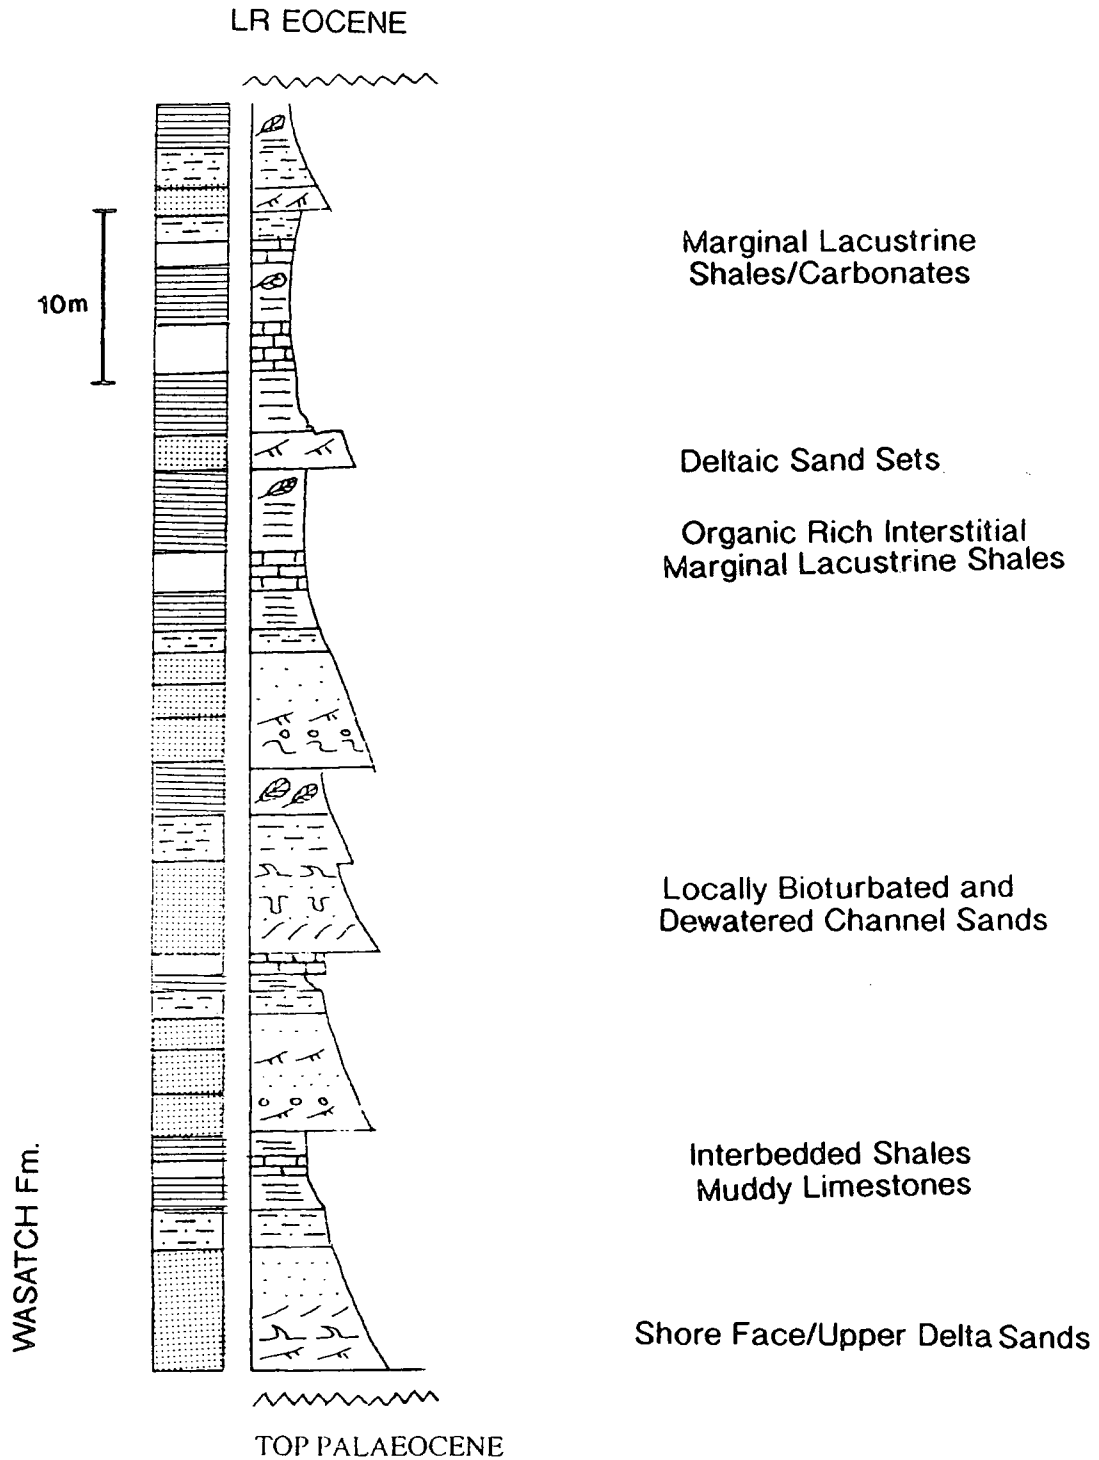 LR EOCENE
10m
Marginal Lacustrine
Shales/Carbonates
Deltaic Sand Sets
Organic Rich Interstitial
Marginal Lacustrine Shales
Locally Bioturbated and
Dewatered Channel Sands
Interbedded Shales
Muddy Limestones
WASATCH Fm.
Shore Face/Upper Delta Sands
TOP PALAEOCENE